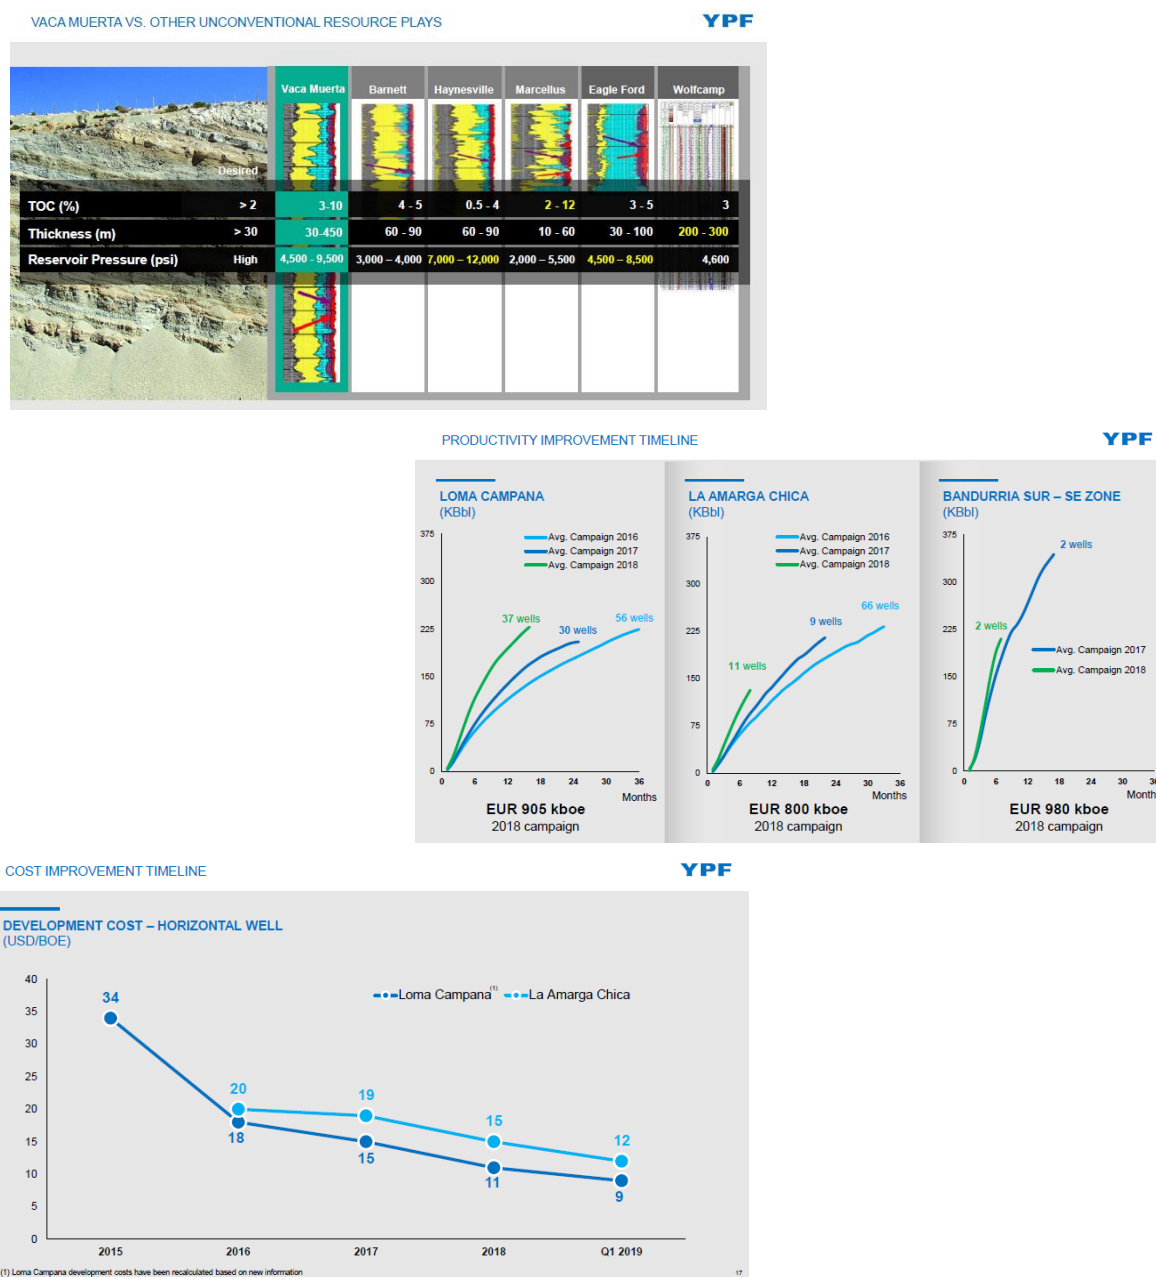 VACA MUERTA VS. OTHER UNCONVENTIONAL RESOURCE PLAYS
YPF
Vaca Muerta Barnett Haynesville Marcellus Eagle Ford Wolfcamp
Desired
TOC (%) > 2 3-10 4 - 5 0.5 - 4 2 - 12 3 - 5 3
Thickness (m) > 30 30-450 60 - 90 60 - 90 10 - 60 30 - 100 200 - 300
Reservoir Pressure (psi) High 4,500 - 9,500 3,000 – 4,000 7,000 – 12,000 2,000 – 5,500 4,500 – 8,500 4,600
PRODUCTIVITY IMPROVEMENT TIMELINE
YPF
LOMA CAMPANA
(KBbl)
375
300
225
150
75
0
Avg. Campaign 2016
Avg. Campaign 2017
Avg. Campaign 2018
37 wells
30 wells
56 wells
0 6 12 18 24 30 36
Months
EUR 905 kboe
2018 campaign
LA AMARGA CHICA
(KBbl)
375
300
225
150
75
0
Avg. Campaign 2016
Avg. Campaign 2017
Avg. Campaign 2018
66 wells
9 wells
11 wells
0 6 12 18 24 30 36
Months
EUR 800 kboe
2018 campaign
BANDURRIA SUR – SE ZONE
(KBbl)
375
300
225
150
75
0
2 wells
2 wells
Avg. Campaign 2017
Avg. Campaign 2018
0 6 12 18 24 30 3
Month
EUR 980 kboe
2018 campaign
COST IMPROVEMENT TIMELINE
YPF
DEVELOPMENT COST – HORIZONTAL WELL
(USD/BOE)
40
35
30
25
20
15
10
5
0
Loma Campana(1) La Amarga Chica
34
20 19 15 12
18 15 11 9
2015 2016 2017 2018 Q1 2019
(1) Loma Campana development costs have been recalculated based on new information
17